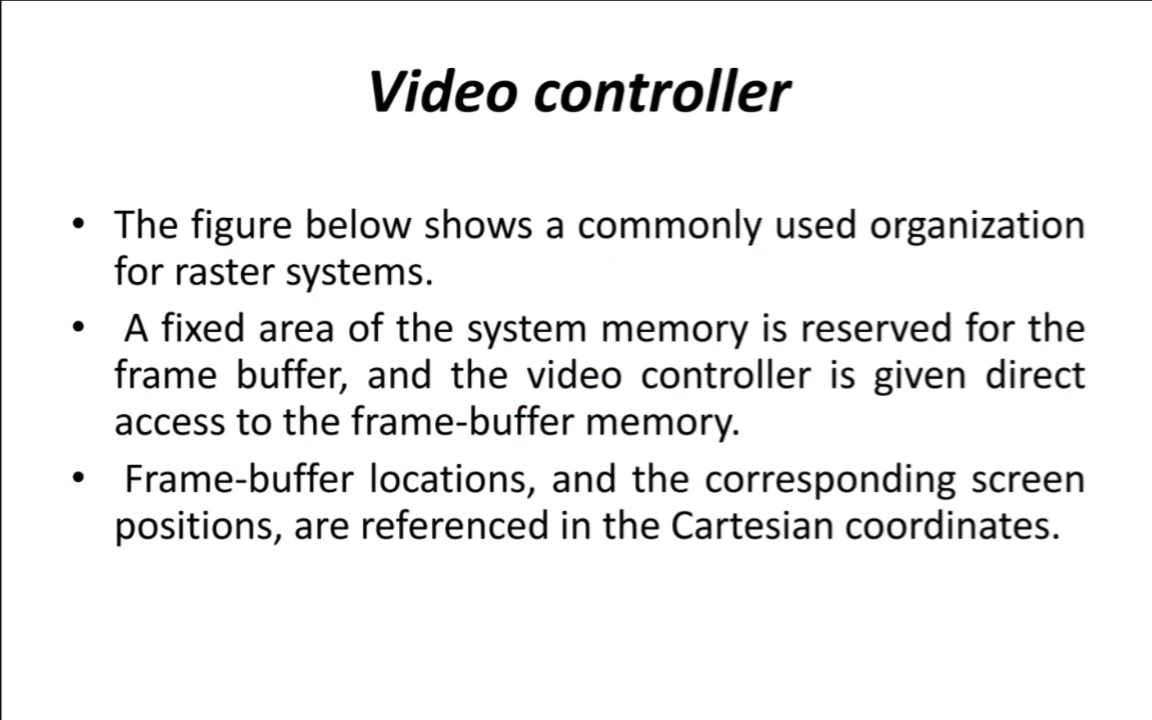 Video controller
• The figure below shows a commonly used organization
for raster systems.
• A fixed area of the system memory is reserved for the
frame buffer, and the video controller is given direct
access to the frame-buffer memory.
• Frame-buffer locations, and the corresponding screen
positions, are referenced in the Cartesian coordinates.